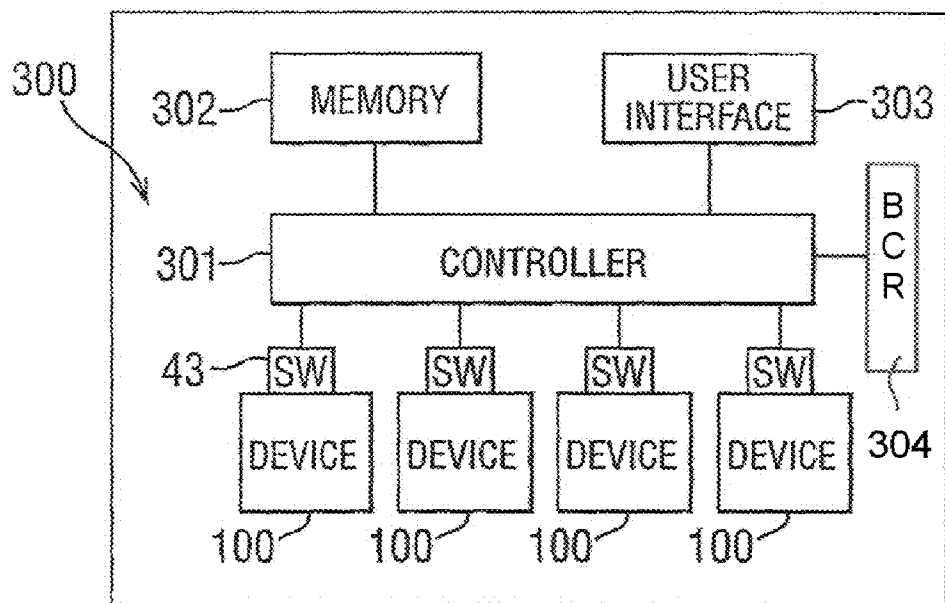 300
302
MEMORY
USER
INTERFACE
303
301
CONTROLLER
B
C
R
304
43
SW
SW
SW
SW
DEVICE
DEVICE
DEVICE
DEVICE
100
100
100
100